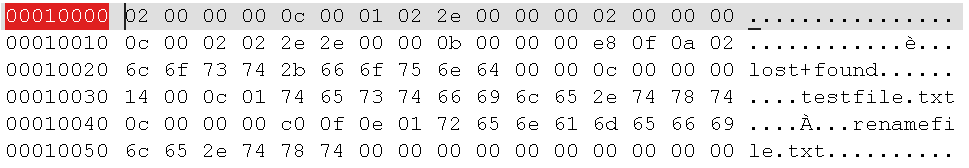 00010000 02 00 00 00 0c 00 01 02 2e 00 00 00 02 00 00 00 ................
00010010 0c 00 02 02 2e 2e 00 00 0b 00 00 00 e8 0f 0a 02 ............è...
00010020 6c 6f 73 74 2b 66 6f 75 6e 64 00 00 0c 00 00 00 lost+found......
00010030 14 00 0c 01 74 65 73 74 66 69 6c 65 2e 74 78 74 ....testfile.txt
00010040 0c 00 00 00 c0 0f 0e 01 72 65 6e 61 6d 65 66 69 ....À...renamefi
00010050 6c 65 2e 74 78 74 00 00 00 00 00 00 00 00 00 00 le.txt..........